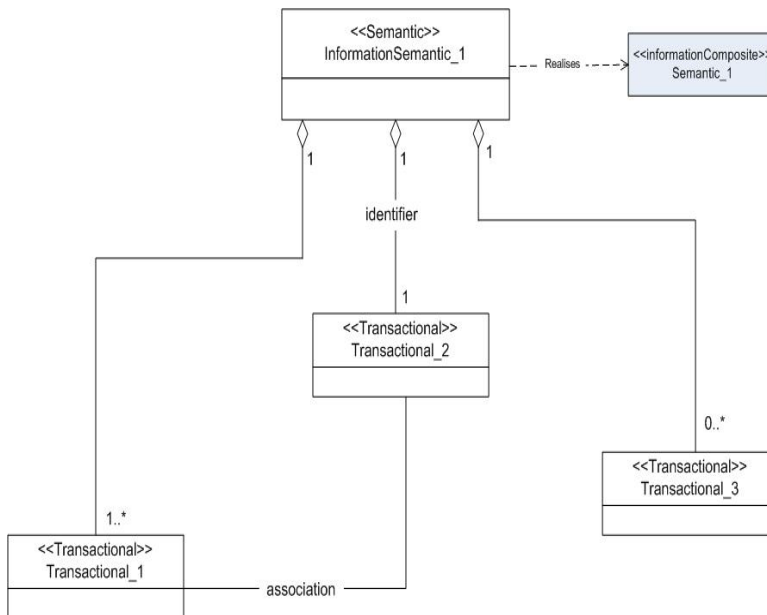 <<Semantic>>
InformationSemantic_1
Realises
<<informationComposite>>
Semantic_1
1
1
1
identifier
1
<<Transactional>>
Transactional_2
0..*
<<Transactional>>
Transactional_3
1..*
<<Transactional>>
Transactional_1
association